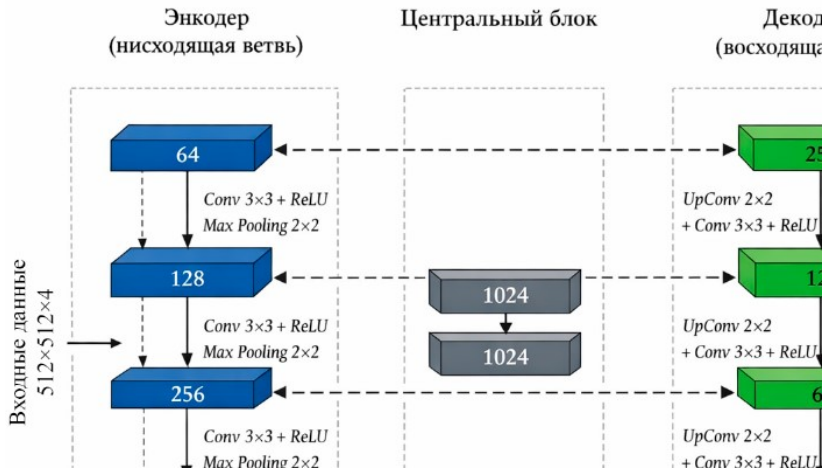 Энкодер
(нисходящая ветвь)
Центральный блок
64
Conv 3×3 + ReLU
Max Pooling 2×2
UpConv 2×2
+ Conv 3×3 + ReLU
128
1024
Входные данные
512×512×4
Conv 3×3 + ReLU
Max Pooling 2×2
1024
UpConv 2×2
+ Conv 3×3 + ReLU
256
Conv 3×3 + ReLU
Max Pooling 2×2
UpConv 2×2
+ Conv 3×3 + ReLU